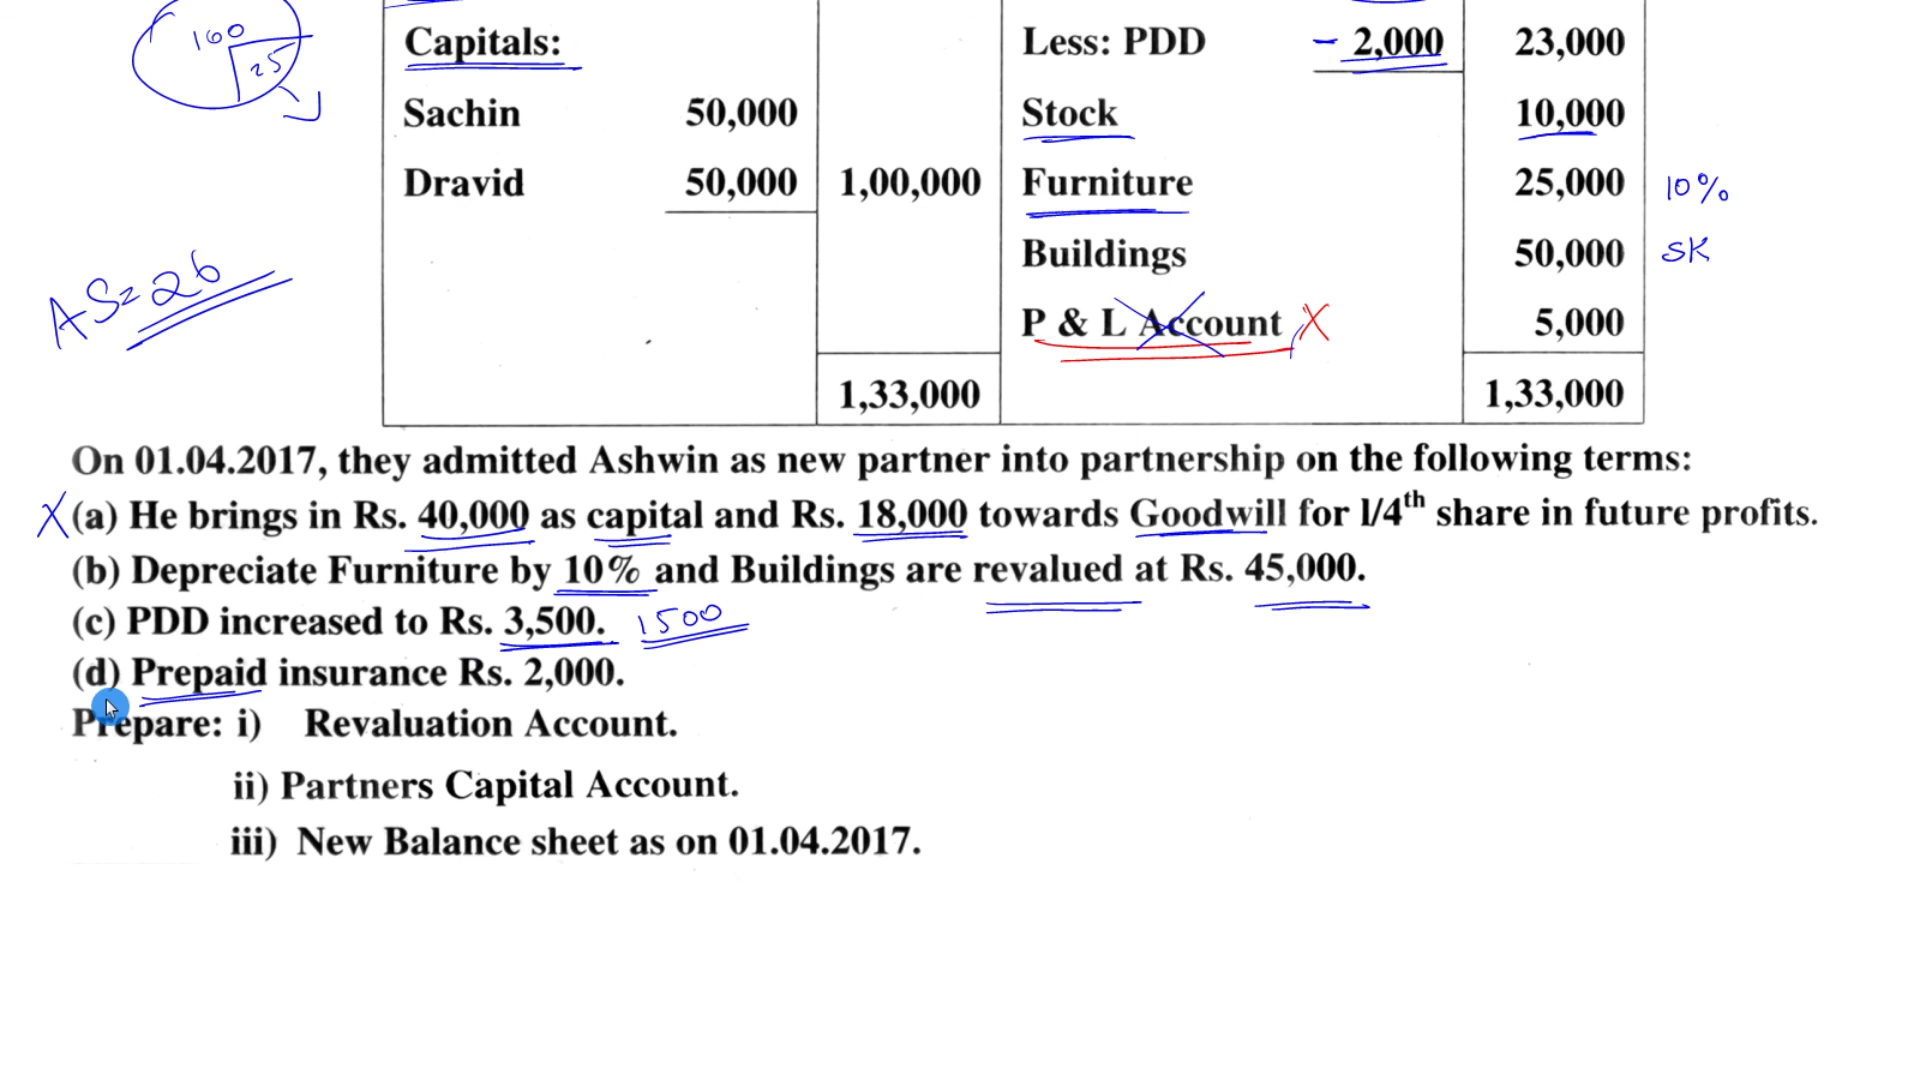 100
25
Capitals: Less: PDD - 2,000 23,000
Sachin 50,000 Stock 10,000
Dravid 50,000 1,00,000 Furniture 25,000 10%
Buildings 50,000 5K
AS=26
P & L Account X 5,000
1,33,000 1,33,000
On 01.04.2017, they admitted Ashwin as new partner into partnership on the following terms:
X (a) He brings in Rs. 40,000 as capital and Rs. 18,000 towards Goodwill for 1/4th share in future profits.
(b) Depreciate Furniture by 10% and Buildings are revalued at Rs. 45,000.
(c) PDD increased to Rs. 3,500. 1500
(d) Prepaid insurance Rs. 2,000.
Prepare: i) Revaluation Account.
ii) Partners Capital Account.
iii) New Balance sheet as on 01.04.2017.